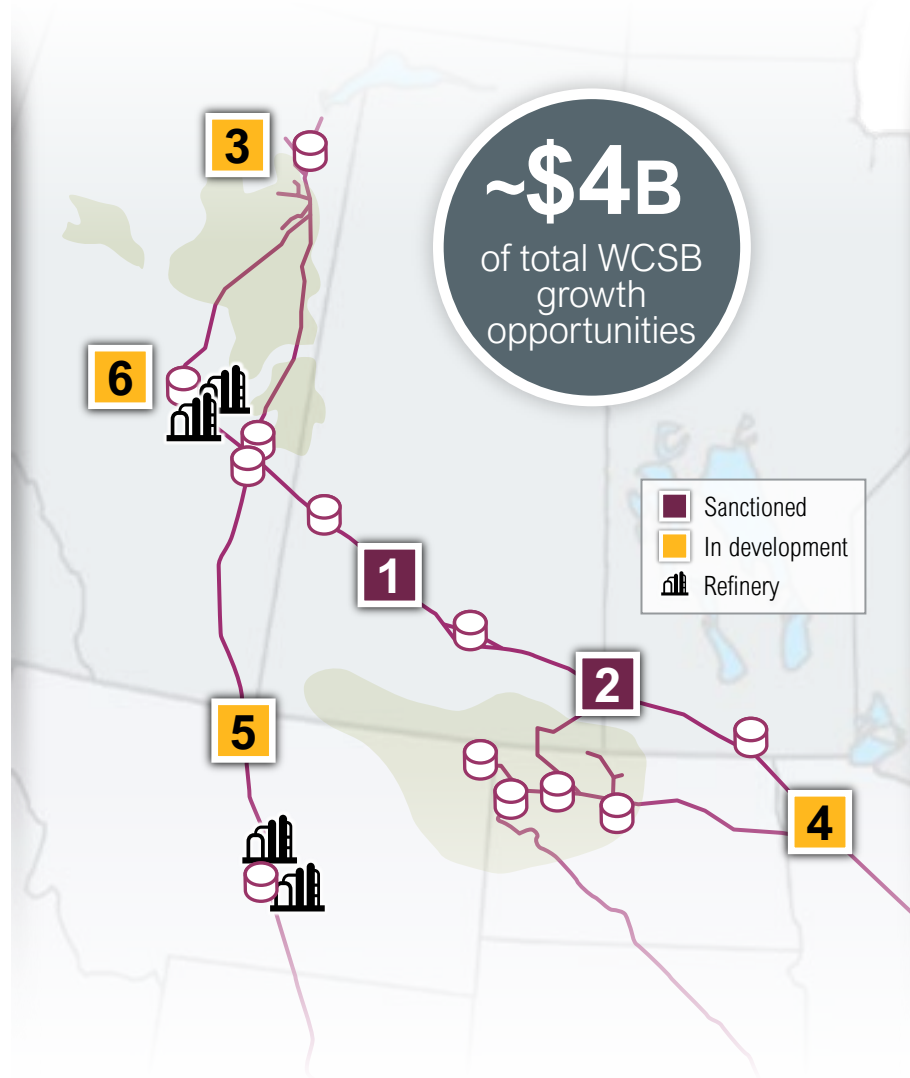 3
~$4B
of total WCSB
growth
opportunities
6
Sanctioned
In development
Refinery
1
2
5
4